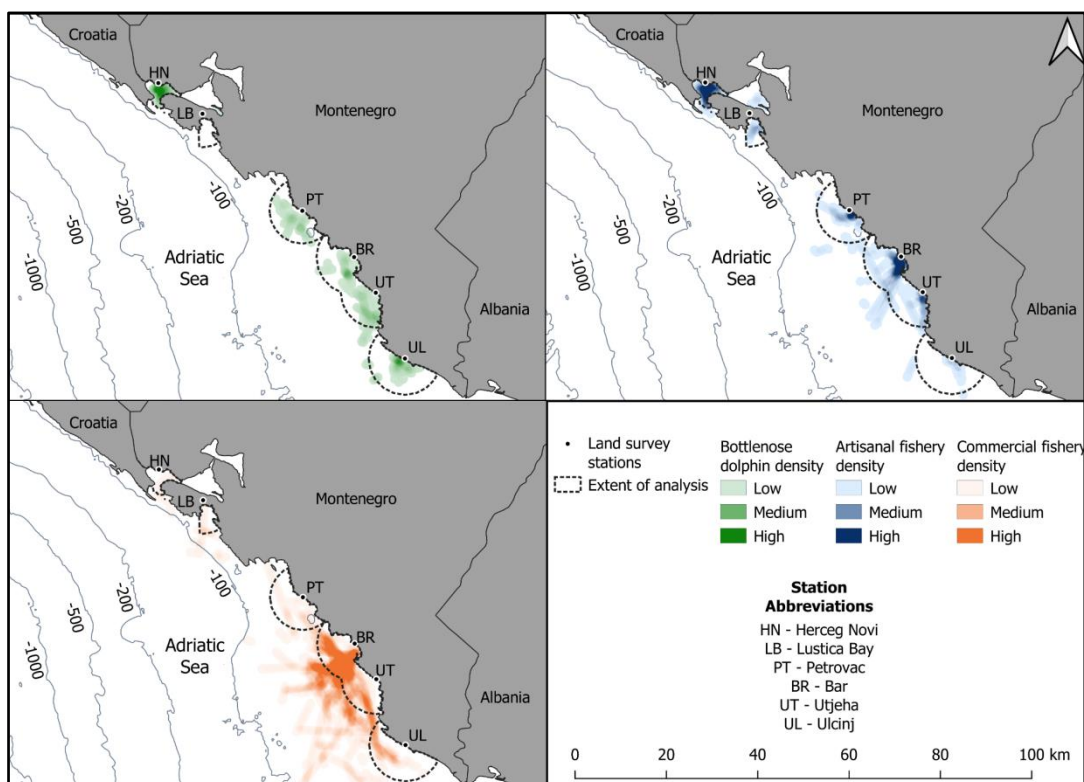 Croatia
HN
LB
Montenegro
PT
-100
-200
BR
-500
Adriatic
Sea
UT
-1000
Albania
UL
Croatia
HN
LB
Montenegro
PT
-100
-200
BR
-500
Adriatic
Sea
UT
-1000
Albania
UL
Croatia
HN
LB
Montenegro
PT
-100
-200
BR
-500
Adriatic
Sea
UT
-1000
Albania
UL
Land survey
stations
Extent of analysis
Bottlenose
dolphin density
Low
Medium
High
Artisanal fishery
density
Low
Medium
High
Commercial fishery
density
Low
Medium
High
Station
Abbreviations
HN - Herceg Novi
LB - Lustica Bay
PT - Petrovac
BR - Bar
UT - Utjeha
UL - Ulcinj
0 20 40 60 80 100 km